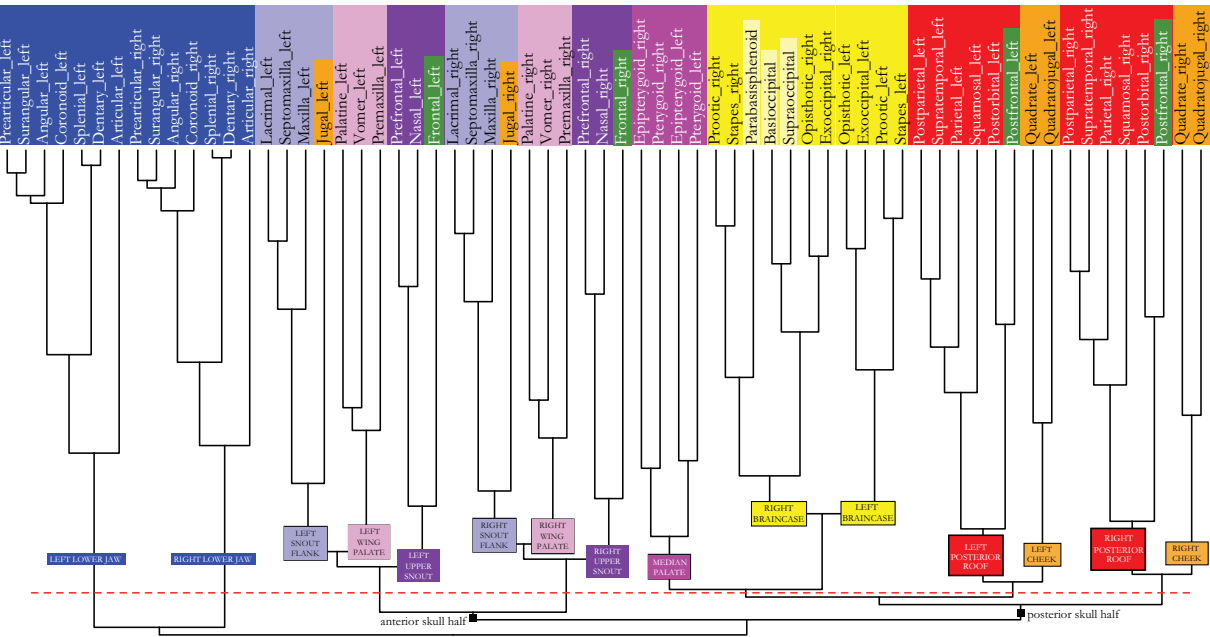 Prearticular_left
Surangular_left
Angular_left
Coronoid_left
Splenial_left
Dentary_left
Articular_left
Prearticular_right
Surangular_right
Angular_right
Coronoid_right
Splenial_right
Dentary_right
Articular_right
Lacrimal_left
Septomaxilla_left
Maxilla_left
Jugal_left
Palatine_left
Vomer_left
Premaxilla_left
Prefrontal_left
Nasal_left
Frontal_left
Lacrimal_right
Septomaxilla_right
Maxilla_right
Jugal_right
Palatine_right
Vomer_right
Premaxilla_right
Prefrontal_right
Nasal_right
Frontal_right
Epipterygoid_right
Pterygoid_right
Epipterygoid_left
Pterygoid_left
Prootic_right
Stapes_right
Parabasisphenoid
Basioccipital
Supraoccipital
Opisthotic_right
Exoccipital_right
Opisthotic_left
Exoccipital_left
Prootic_left
Stapes_left
Postparietal_left
Supratemporal_left
Parietal_left
Squamosal_left
Postorbital_left
Postfrontal_left
Quadrate_left
Quadratojugal_left
Postparietal_right
Supratemporal_right
Parietal_right
Squamosal_right
Postorbital_right
Postfrontal_right
Quadrate_right
Quadratojugal_right
LEFT LOWER JAW
RIGHT LOWER JAW
LEFT
SNOUT
FLANK
LEFT
WING
PALATE
LEFT
UPPER
SNOUT
RIGHT
SNOUT
FLANK
RIGHT
WING
PALATE
RIGHT
UPPER
SNOUT
MEDIAN
PALATE
RIGHT
BRAINCASE
LEFT
BRAINCASE
LEFT
POSTERIOR
ROOF
LEFT
CHEEK
RIGHT
POSTERIOR
ROOF
RIGHT
CHEEK
anterior skull half
posterior skull half